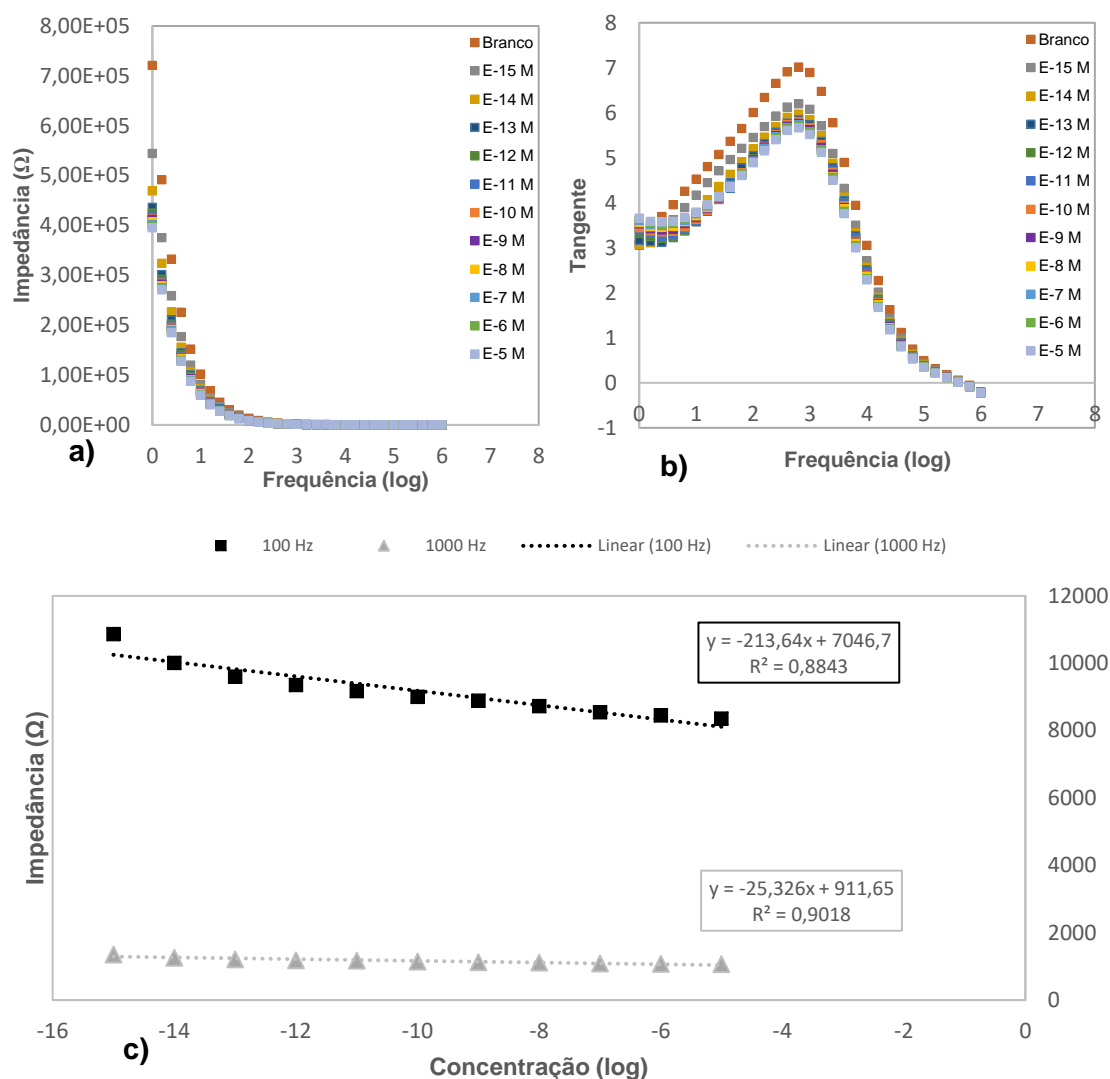 8,00E+05
7,00E+05
6,00E+05
5,00E+05
4,00E+05
3,00E+05
2,00E+05
1,00E+05
0,00E+00
Impedância (Ω)
0 1 2 3 4 5 6 7 8
Frequência (log)
a)
Branco
E-15 M
E-14 M
E-13 M
E-12 M
E-11 M
E-10 M
E-9 M
E-8 M
E-7 M
E-6 M
E-5 M
8
7
6
5
4
3
2
1
0
-1
Tangente
0 1 2 3 4 5 6 7 8
Frequência (log)
b)
Branco
E-15 M
E-14 M
E-13 M
E-12 M
E-11 M
E-10 M
E-9 M
E-8 M
E-7 M
E-6 M
E-5 M
100 Hz 1000 Hz Linear (100 Hz) Linear (1000 Hz)
12000
10000
8000
6000
4000
2000
0
Impedância (Ω)
y = -213,64x + 7046,7
R² = 0,8843
y = -25,326x + 911,65
R² = 0,9018
-16 -14 -12 -10 -8 -6 -4 -2 0
Concentração (log)
c)